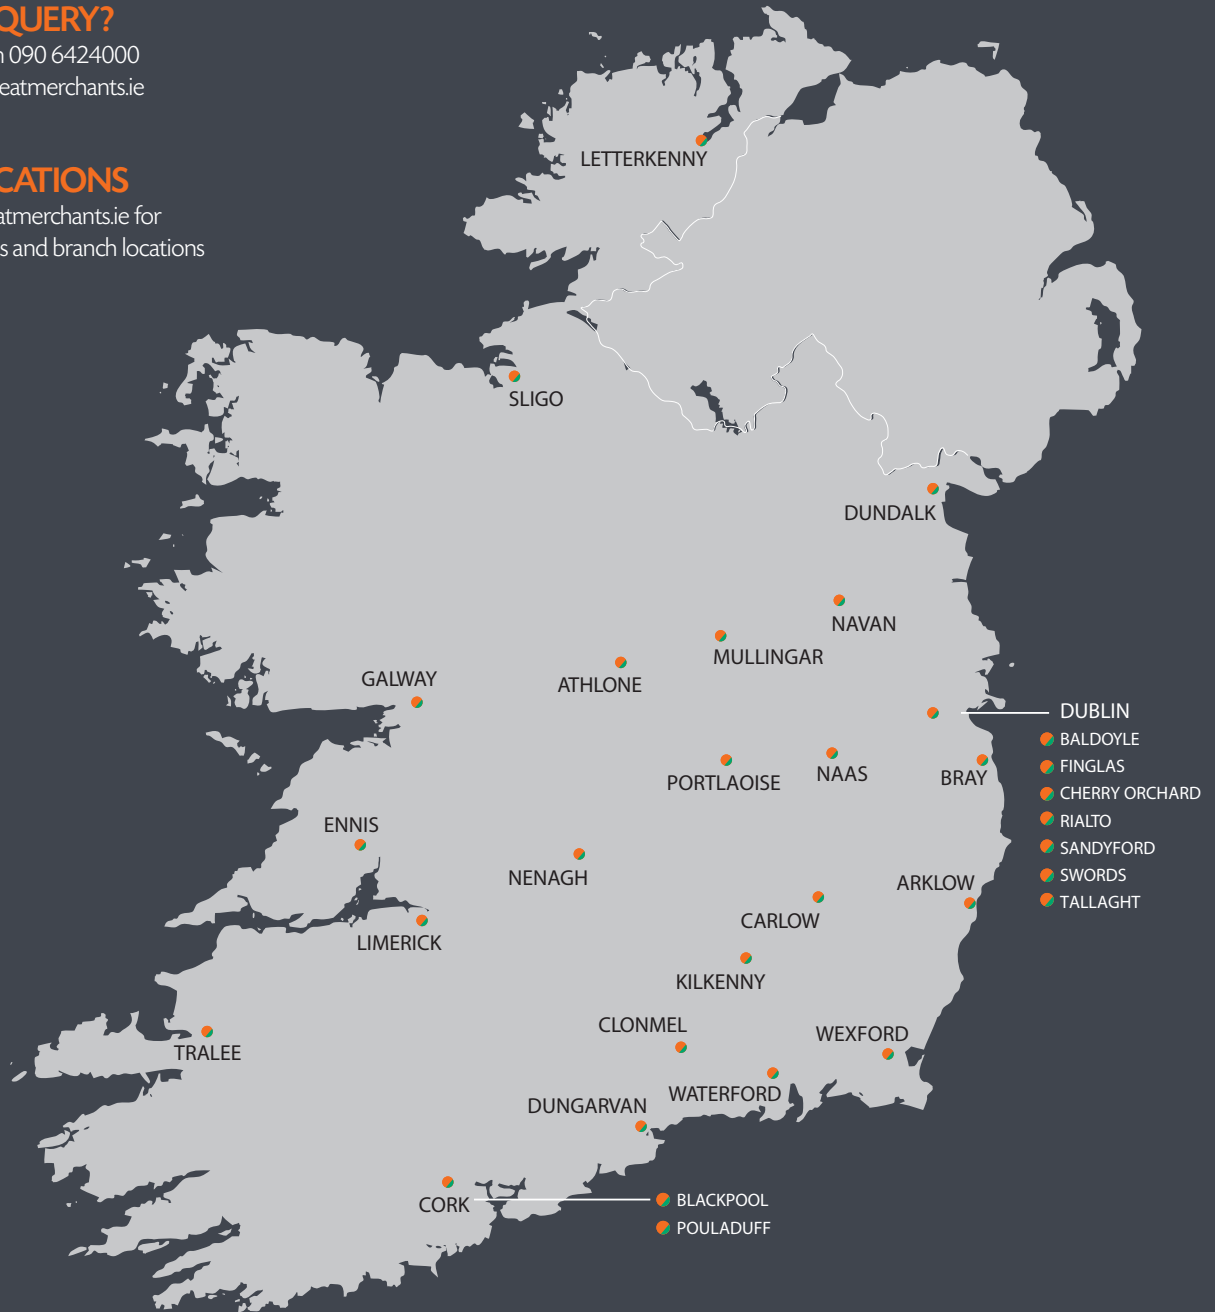 QUERY?
n 090 6424000
eatmerchants.ie
CATIONS
atmerchants.ie for
s and branch locations
LETTERKENNY
SLIGO
DUNDALK
NAVAN
MULLINGAR
ATHLONE
GALWAY
DUBLIN
BALDOYLE
FINGLAS
CHERRY ORCHARD
RIALTO
SANDYFORD
SWORDS
TALLAGHT
PORTLAOISE
NAAS
BRAY
ENNIS
NENAGH
ARKLOW
CARLOW
LIMERICK
KILKENNY
CLONMEL
WEXFORD
TRALEE
WATERFORD
DUNGARVAN
CORK
BLACKPOOL
POULADUFF